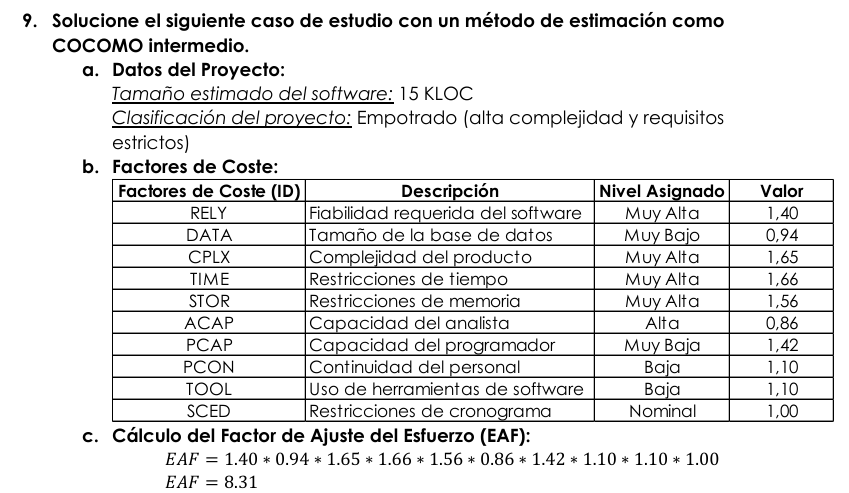 9. Solucione el siguiente caso de estudio con un método de estimación como
COCOMO intermedio.
a. Datos del Proyecto:
Tamaño estimado del software: 15 KLOC
Clasificación del proyecto: Empotrado (alta complejidad y requisitos
estrictos)
b. Factores de Coste:
Factores de Coste (ID) Descripción Nivel Asignado Valor
RELY Fiabilidad requerida del software Muy Alta 1,40
DATA Tamaño de la base de datos Muy Bajo 0,94
CPLX Complejidad del producto Muy Alta 1,65
TIME Restricciones de tiempo Muy Alta 1,66
STOR Restricciones de memoria Muy Alta 1,56
ACAP Capacidad del analista Alta 0,86
PCAP Capacidad del programador Muy Baja 1,42
PCON Continuidad del personal Baja 1,10
TOOL Uso de herramientas de software Baja 1,10
SCED Restricciones de cronograma Nominal 1,00
c. Cálculo del Factor de Ajuste del Esfuerzo (EAF):
EAF = 1.40 * 0.94 * 1.65 * 1.66 * 1.56 * 0.86 * 1.42 * 1.10 * 1.10 * 1.00
EAF = 8.31